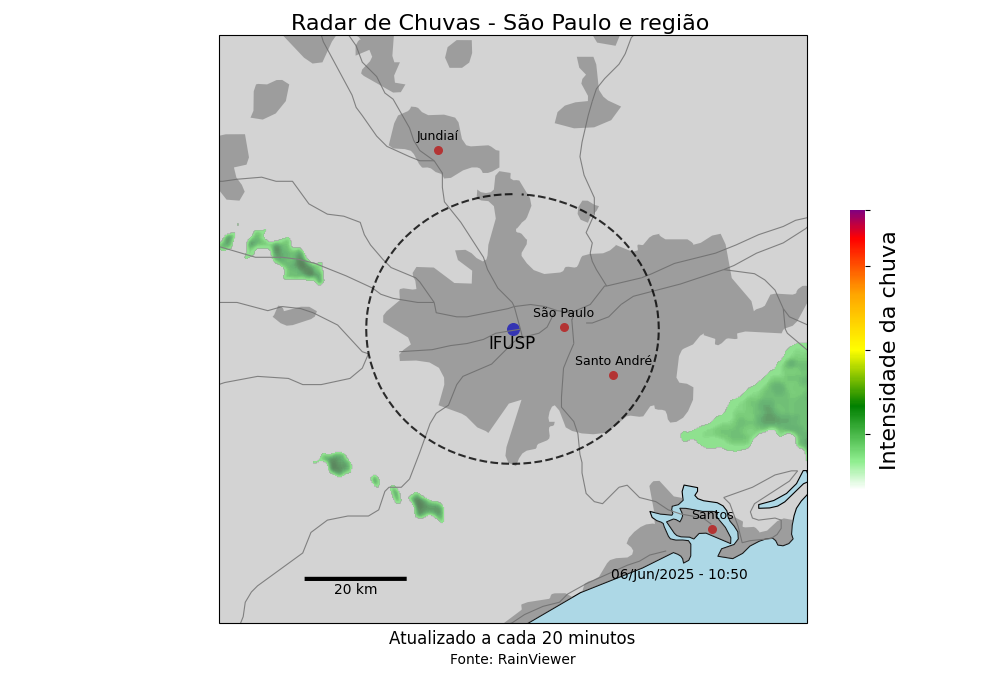 Radar de Chuvas - São Paulo e região
Jundiaí
São Paulo
IFUSP
Santo André
Intensidade da chuva
Santos
06/Jun/2025 - 10:50
20 km
Atualizado a cada 20 minutos
Fonte: RainViewer